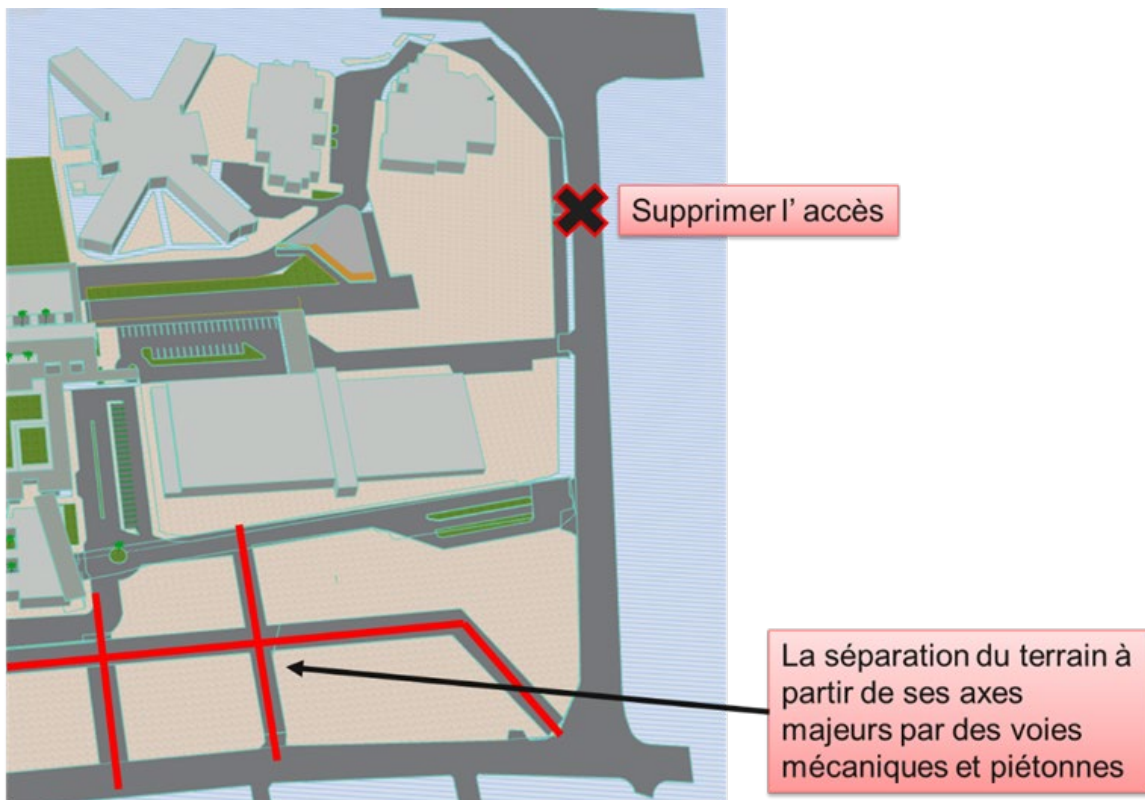 Supprimer l’ accès
La séparation du terrain à
partir de ses axes
majeurs par des voies
mécaniques et piétonnes